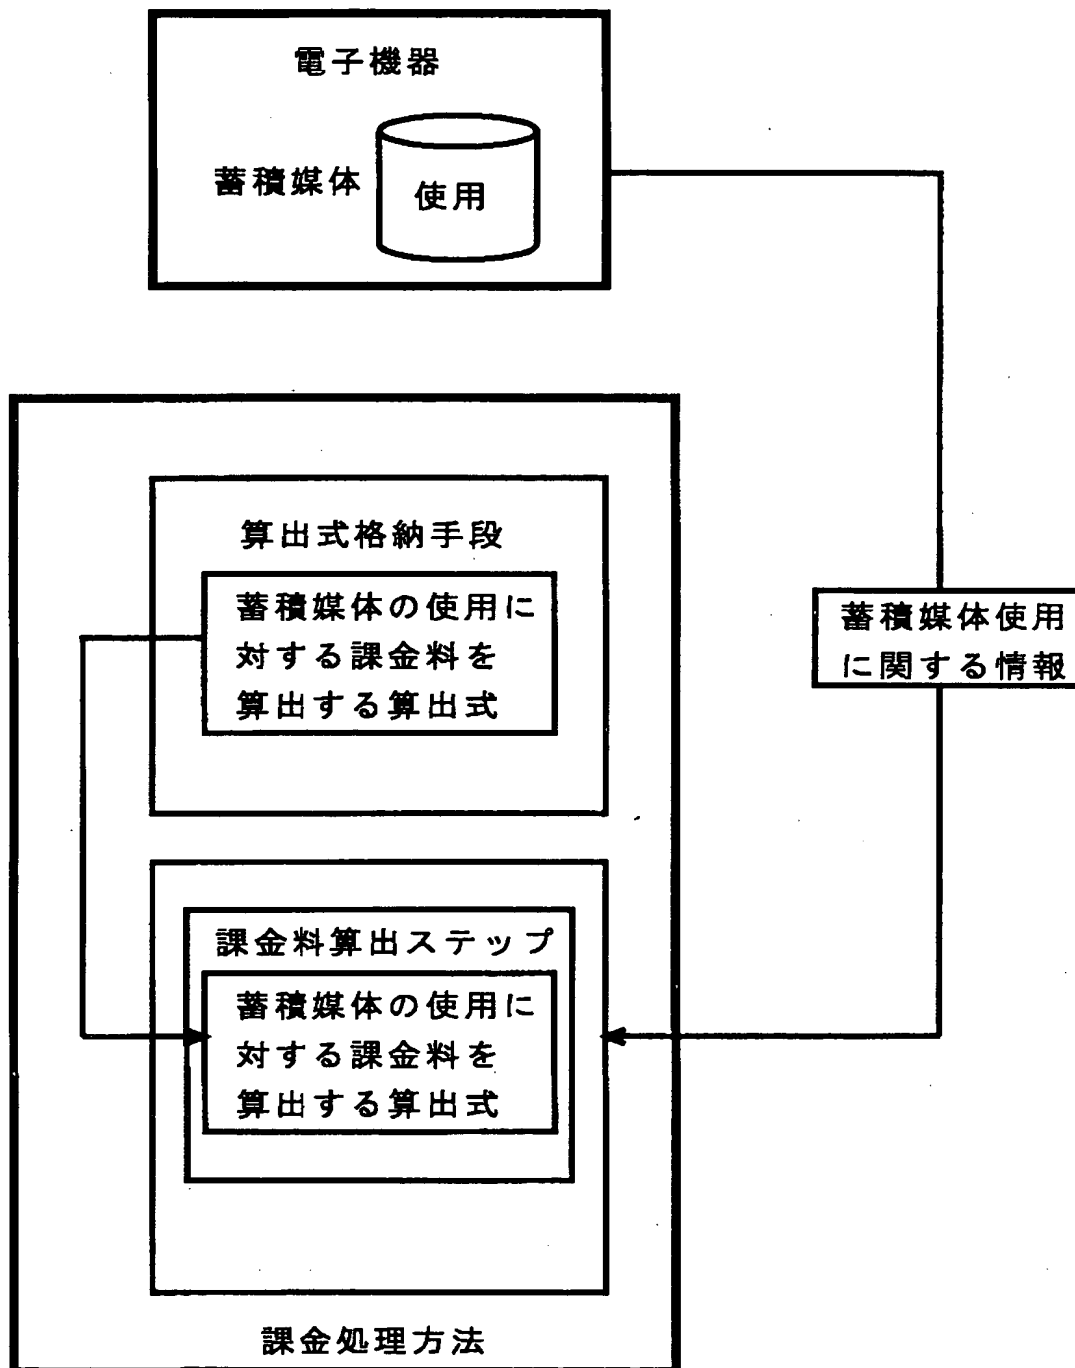 電子機器
蓄積媒体
使用
算出式格納手段
蓄積媒体の使用に
対する課金料を
算出する算出式
蓄積媒体使用
に関する情報
課金料算出ステップ
蓄積媒体の使用に
対する課金料を
算出する算出式
課金処理方法